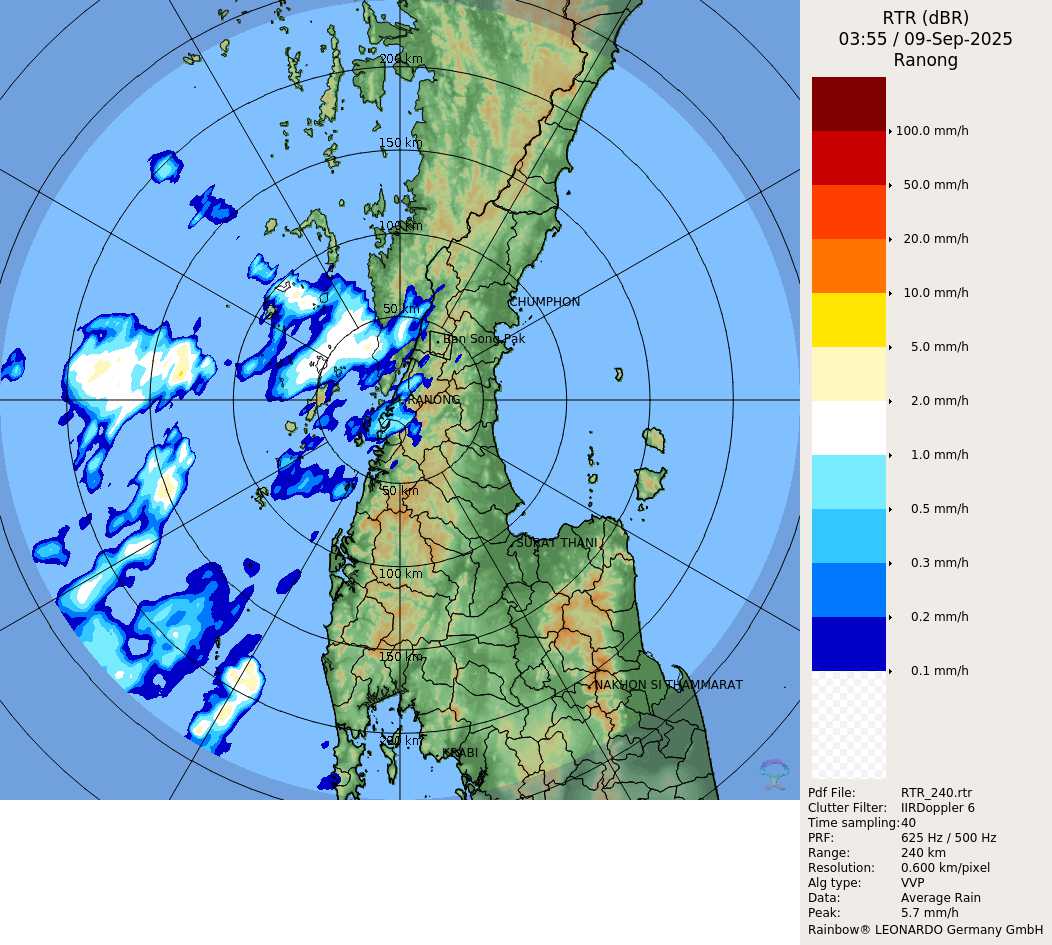 RTR (dBR)
03:55 / 09-Sep-2025
Ranong
200 km
150 km
100 km
50 km
CHUMPHON
Ban Song Pak
RANONG
50 km
SURAT THANI
100 km
150 km
NAKHON SI THAMMARAT
200 km
KRABI
100.0 mm/h
50.0 mm/h
20.0 mm/h
10.0 mm/h
5.0 mm/h
2.0 mm/h
1.0 mm/h
0.5 mm/h
0.3 mm/h
0.2 mm/h
0.1 mm/h
Pdf File: RTR_240.rtr
Clutter Filter: IIRDoppler 6
Time sampling:40
PRF: 625 Hz / 500 Hz
Range: 240 km
Resolution: 0.600 km/pixel
Alg type: VVP
Data: Average Rain
Peak: 5.7 mm/h
Rainbow® LEONARDO Germany GmbH